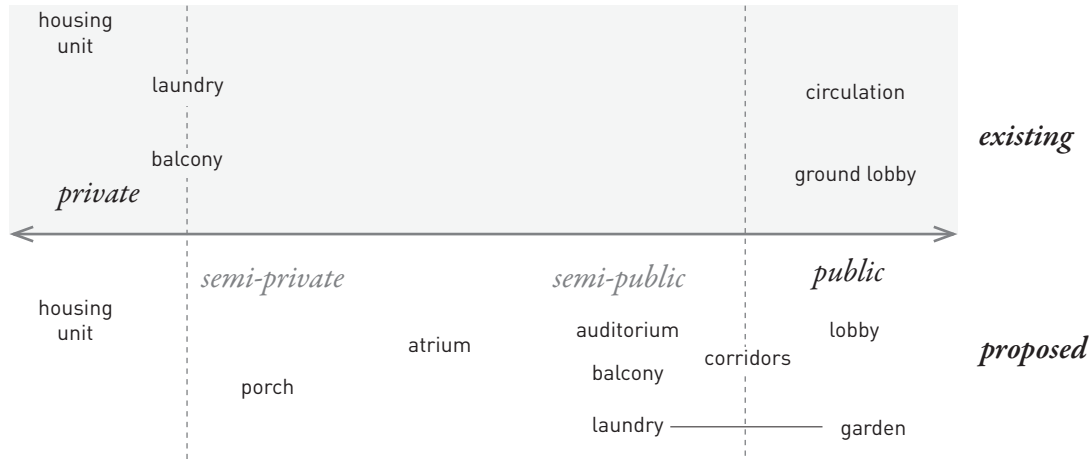 housing
unit
laundry
circulation
existing
balcony
ground lobby
private
semi-private
semi-public
public
housing
unit
auditorium
lobby
atrium
corridors
proposed
balcony
porch
laundry
garden